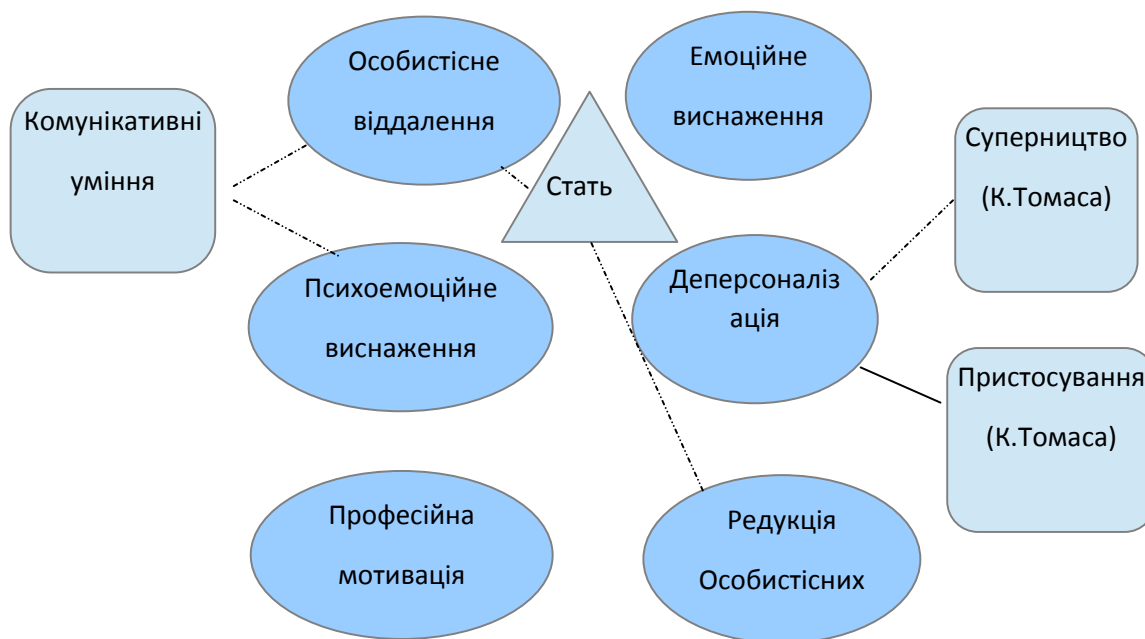 Комунікативні
уміння
Особистісне
віддалення
Емоційне
виснаження
Стать
Суперництво
(К.Томаса)
Психоемоційне
виснаження
Деперсоналіз
ація
Пристосування
(К.Томаса)
Професійна
мотивація
Редукція
Особистісних